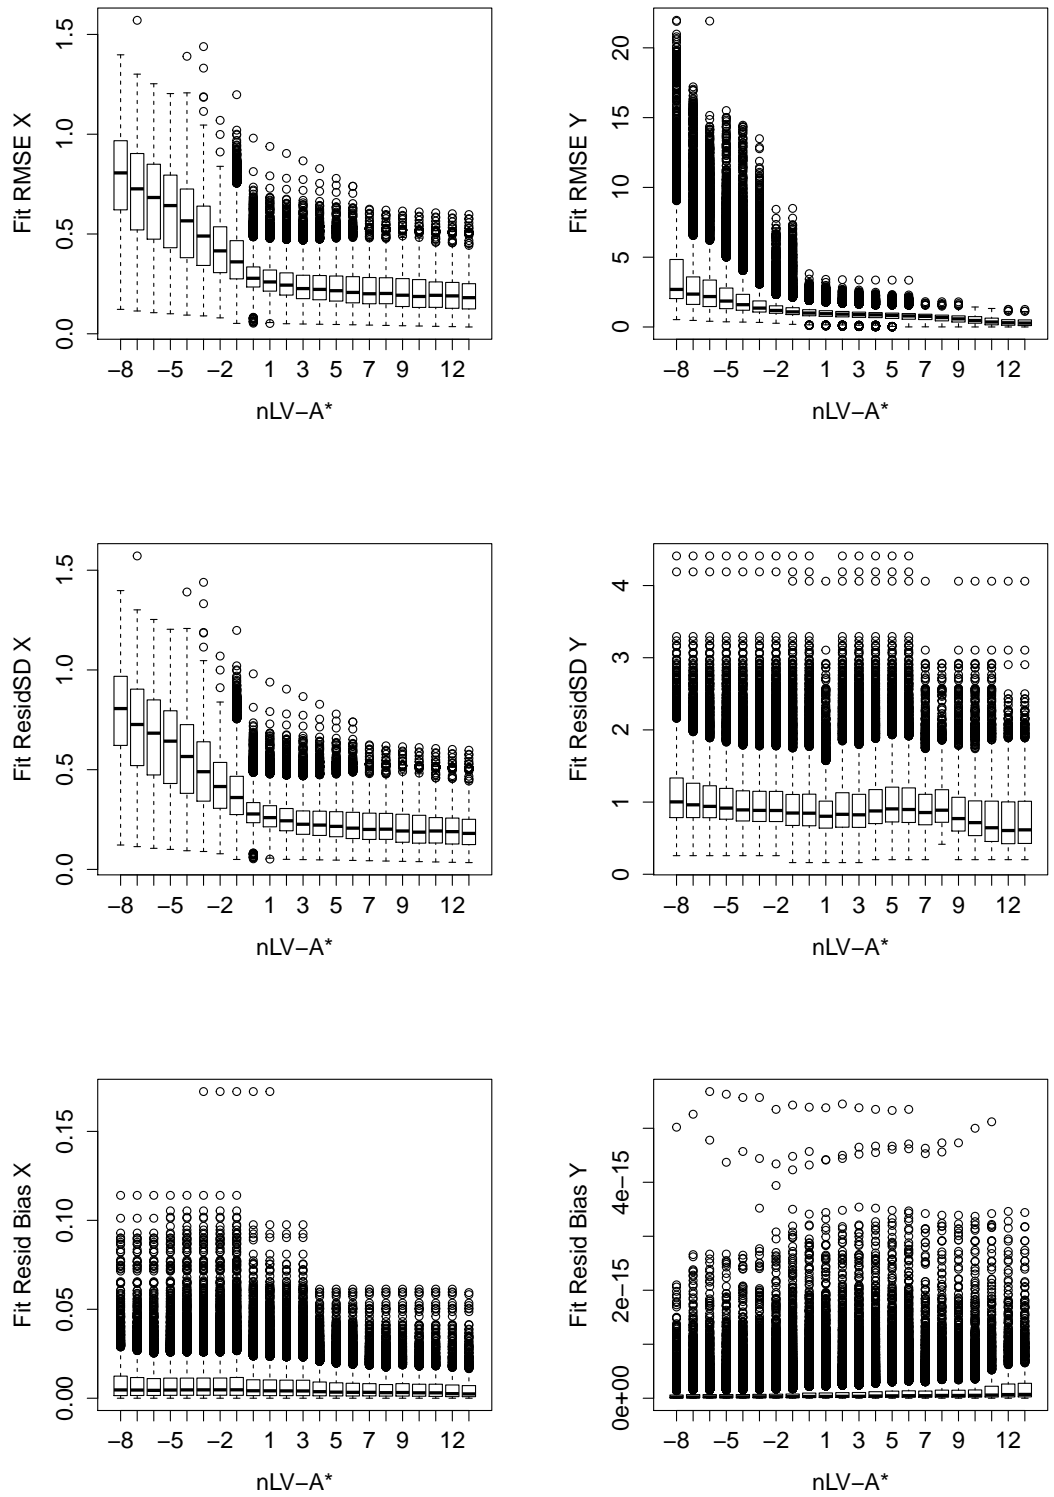 Fit RMSE X
0.0 0.5 1.0 1.5
−8 −5 −2 1 3 5 7 9 12
nLV−A*
Fit RMSE Y
0 5 10 15 20
−8 −5 −2 1 3 5 7 9 12
nLV−A*
Fit ResidSD X
0.0 0.5 1.0 1.5
−8 −5 −2 1 3 5 7 9 12
nLV−A*
Fit ResidSD Y
0 1 2 3 4
−8 −5 −2 1 3 5 7 9 12
nLV−A*
Fit Resid Bias X
0.00 0.05 0.10 0.15
−8 −5 −2 1 3 5 7 9 12
nLV−A*
Fit Resid Bias Y
0e+00 2e−15 4e−15
−8 −5 −2 1 3 5 7 9 12
nLV−A*